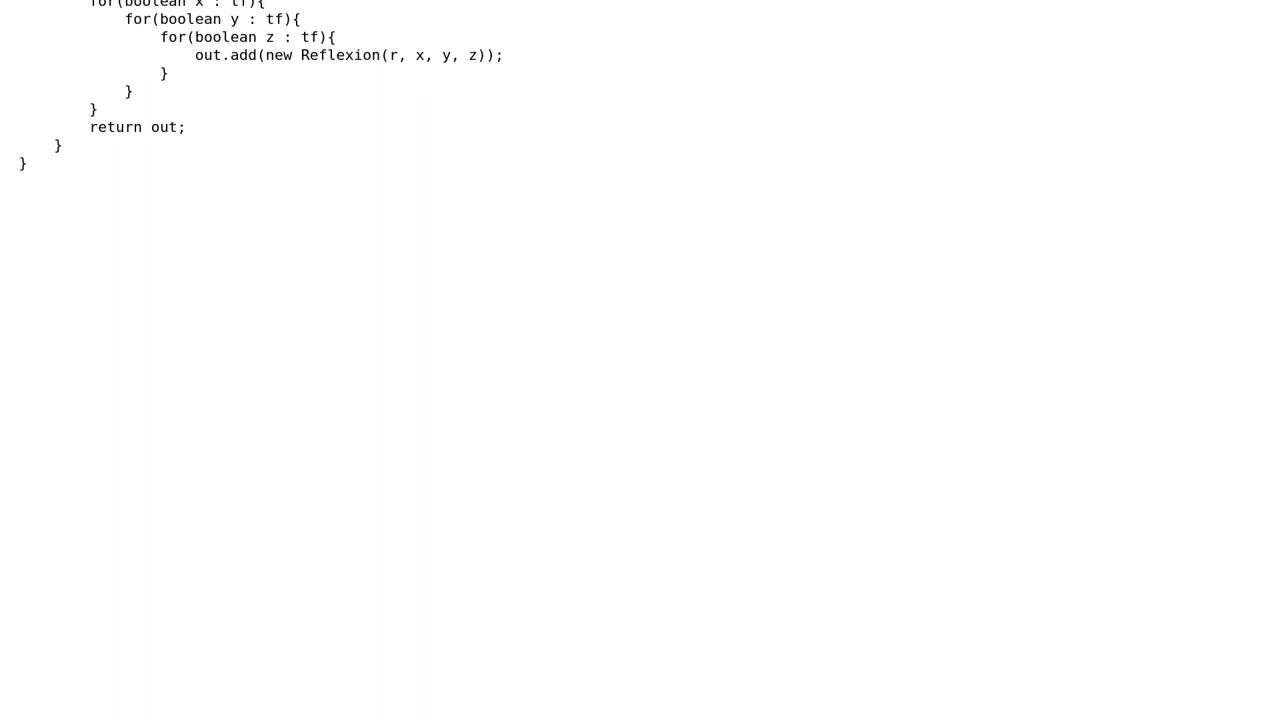 for(boolean x : tf){
for(boolean y : tf){
for(boolean z : tf){
out.add(new Reflexion(r, x, y, z));
}
}
}
return out;
}
}